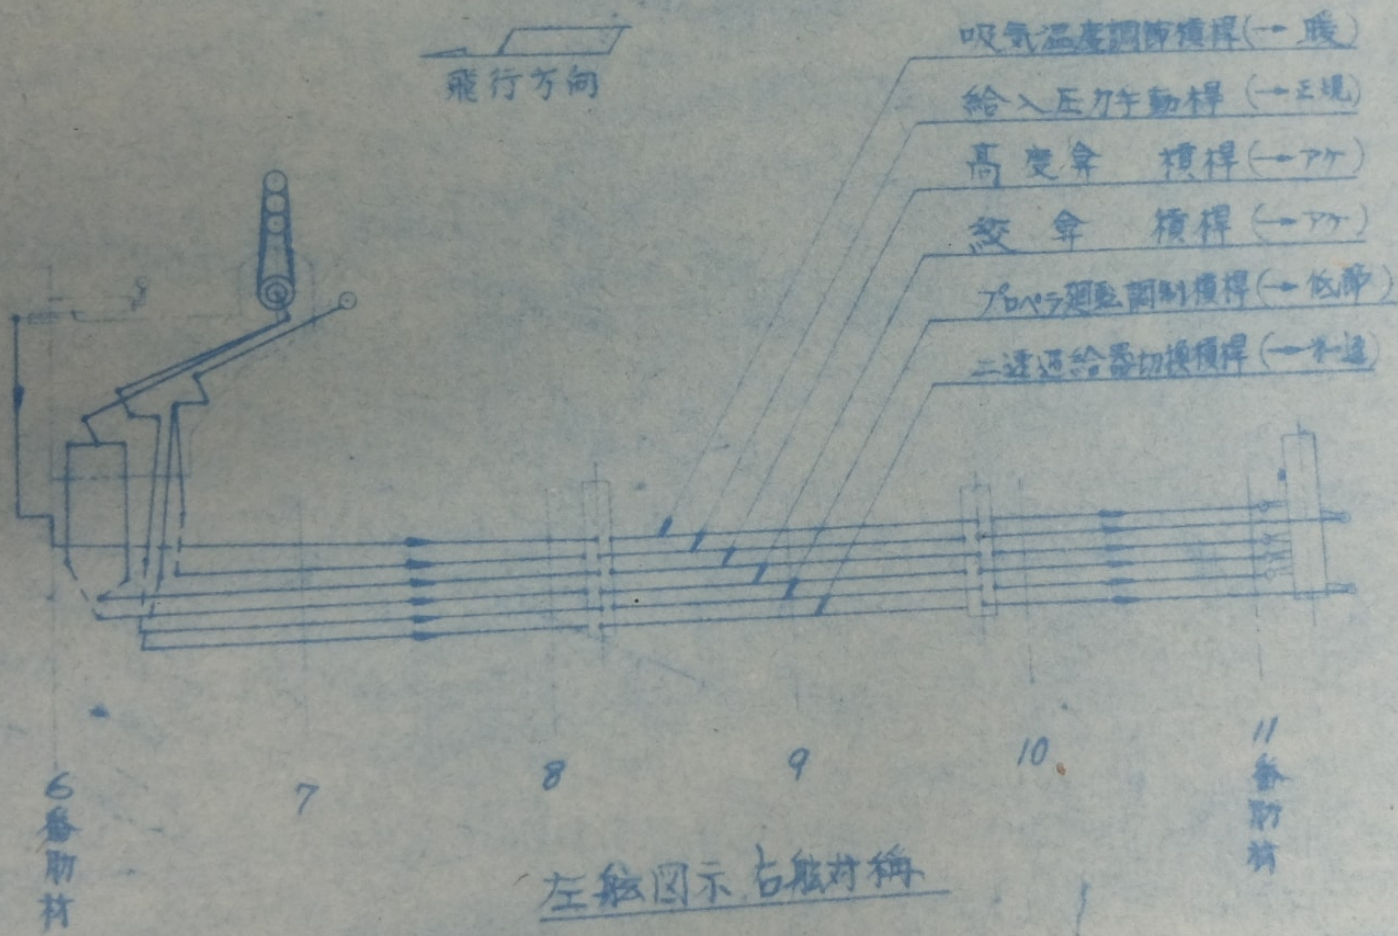 飛行方向
吸気温度調節槓桿(→暖)
給入圧力手動桿(→正規)
高度弁 槓桿(→アケ)
絞弁 槓桿(→アケ)
プロペラ廻転調制槓桿(→低節)
二速過給器切換槓桿(→
6番肋材
7
8
9
10
11番肋材
左舷図示 右舷対称